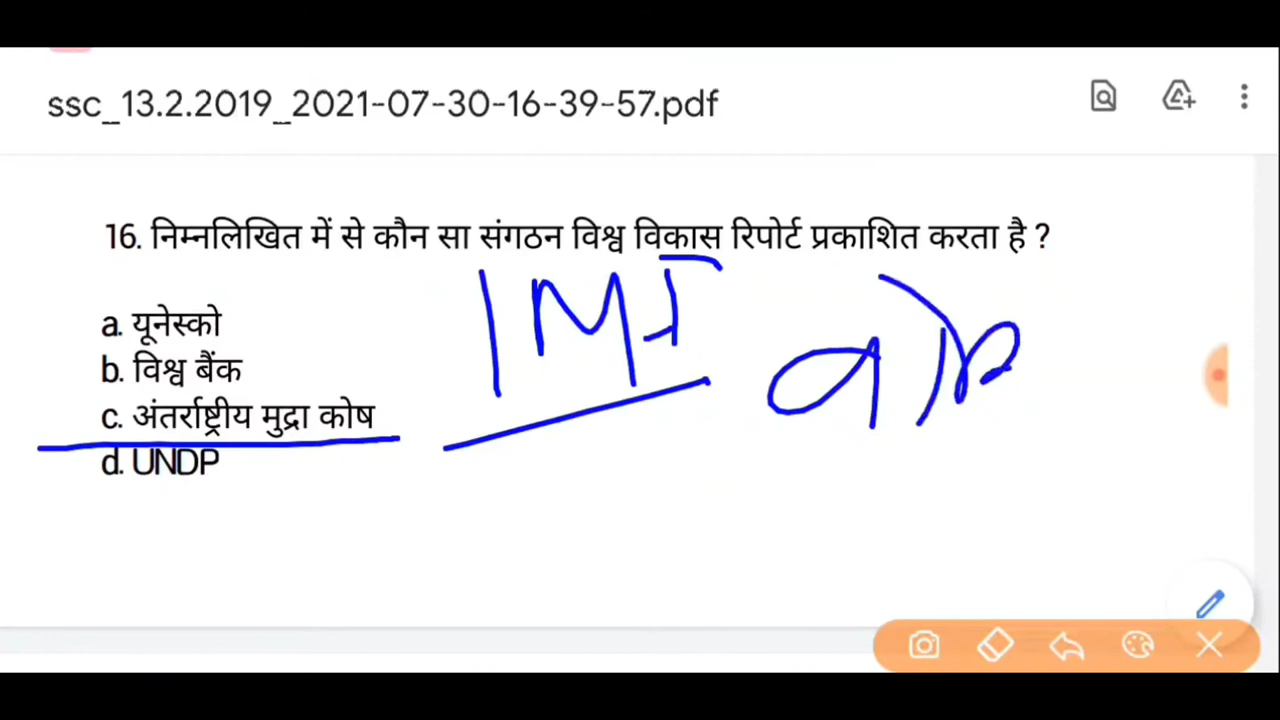 ssc_13.2.2019_2021-07-30-16-39-57.pdf
16. निम्नलिखित में से कौन सा संगठन विश्व विकास रिपोर्ट प्रकाशित करता है ?
IMF
a. यूनेस्को
b. विश्व बैंक
c. अंतर्राष्ट्रीय मुद्रा कोष
d. UNDP